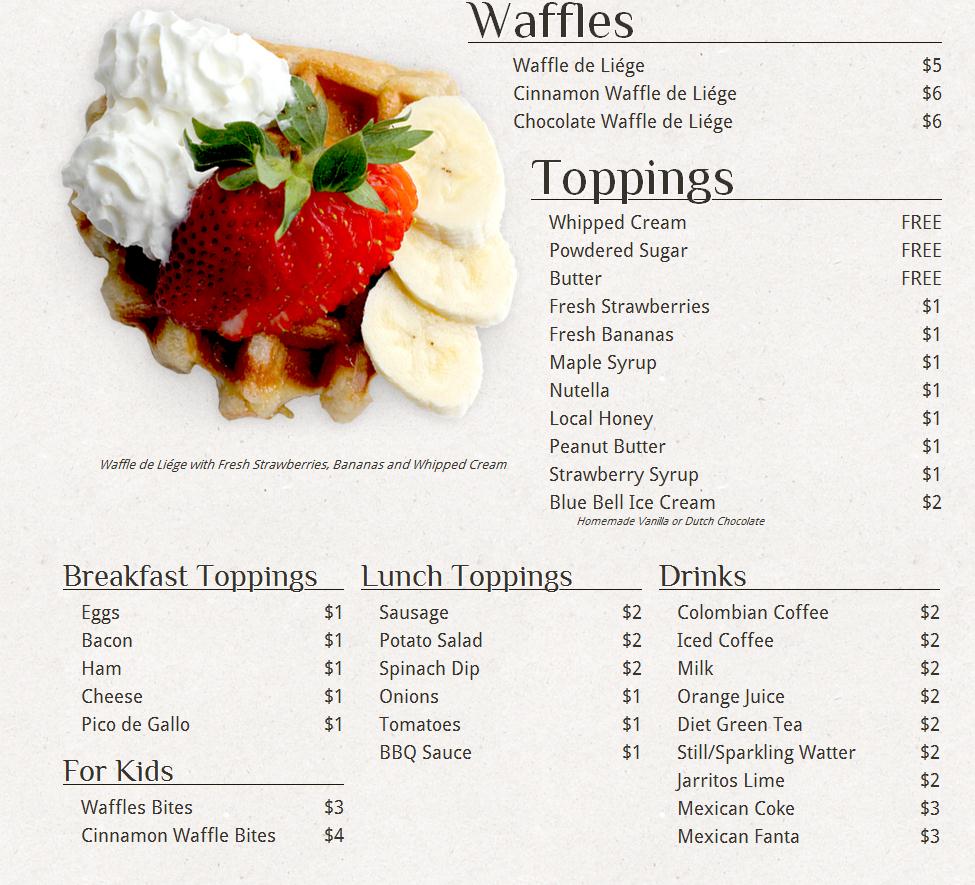 Waffles
Waffle de Liége $5
Cinnamon Waffle de Liége $6
Chocolate Waffle de Liége $6
Toppings
Whipped Cream FREE
Powdered Sugar FREE
Butter FREE
Fresh Strawberries $1
Fresh Bananas $1
Maple Syrup $1
Nutella $1
Local Honey $1
Peanut Butter $1
Strawberry Syrup $1
Blue Bell Ice Cream $2
Homemade Vanilla or Dutch Chocolate
Waffle de Liége with Fresh Strawberries, Bananas and Whipped Cream
Breakfast Toppings
Eggs $1
Bacon $1
Ham $1
Cheese $1
Pico de Gallo $1
For Kids
Waffles Bites $3
Cinnamon Waffle Bites $4
Lunch Toppings
Sausage $2
Potato Salad $2
Spinach Dip $2
Onions $1
Tomatoes $1
BBQ Sauce $1
Drinks
Colombian Coffee $2
Iced Coffee $2
Milk $2
Orange Juice $2
Diet Green Tea $2
Still/Sparkling Watter $2
Jarritos Lime $2
Mexican Coke $3
Mexican Fanta $3